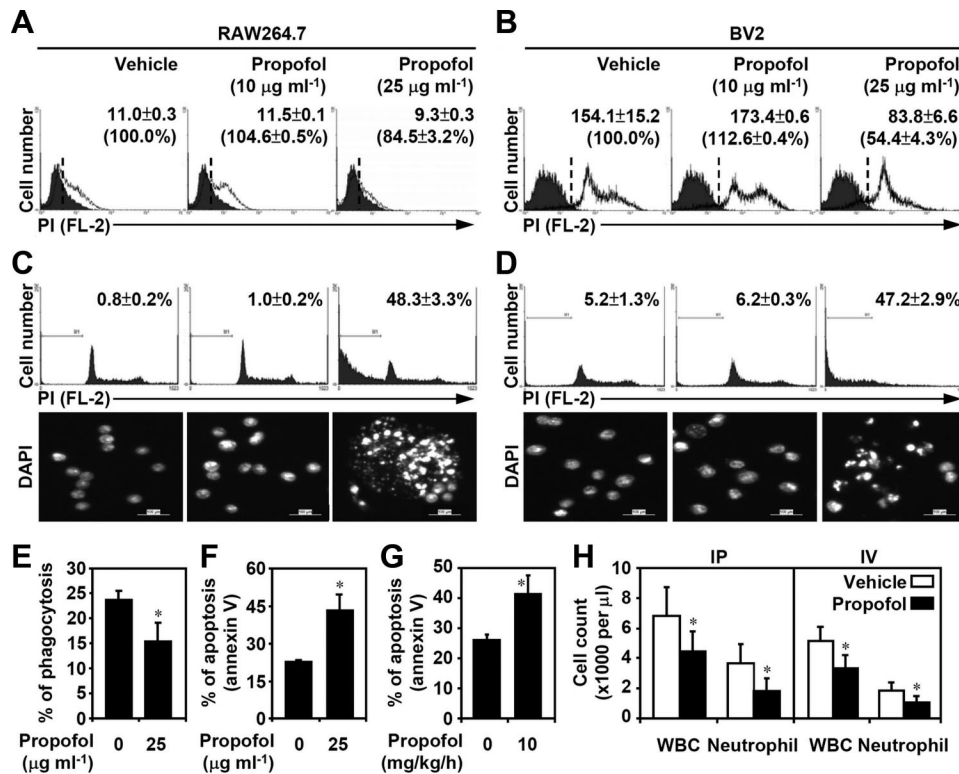 A
RAW264.7
Vehicle
Propofol
(10 µg ml-1)
Propofol
(25 µg ml-1)
11.0±0.3
(100.0%)
11.5±0.1
(104.6±0.5%)
9.3±0.3
(84.5±3.2%)
Cell number
PI (FL-2)
B
BV2
Vehicle
Propofol
(10 µg ml-1)
Propofol
(25 µg ml-1)
154.1±15.2
(100.0%)
173.4±0.6
(112.6±0.4%)
83.8±6.6
(54.4±4.3%)
Cell number
PI (FL-2)
C
0.8±0.2%
1.0±0.2%
48.3±3.3%
Cell number
PI (FL-2)
DAPI
D
5.2±1.3%
6.2±0.3%
47.2±2.9%
Cell number
PI (FL-2)
DAPI
E
% of phagocytosis
25
20
15
10
5
0
*
Propofol
(µg ml-1)
0
25
F
% of apoptosis
(annexin V)
60
45
30
15
0
*
Propofol
(µg ml-1)
0
25
G
% of apoptosis
(annexin V)
50
40
30
20
10
0
*
Propofol
(mg/kg/h)
0
10
H
IP
IV
Vehicle
Propofol
Cell count
(x1000 per µl)
10
8
6
4
2
0
*
*
*
*
WBC Neutrophil
WBC Neutrophil